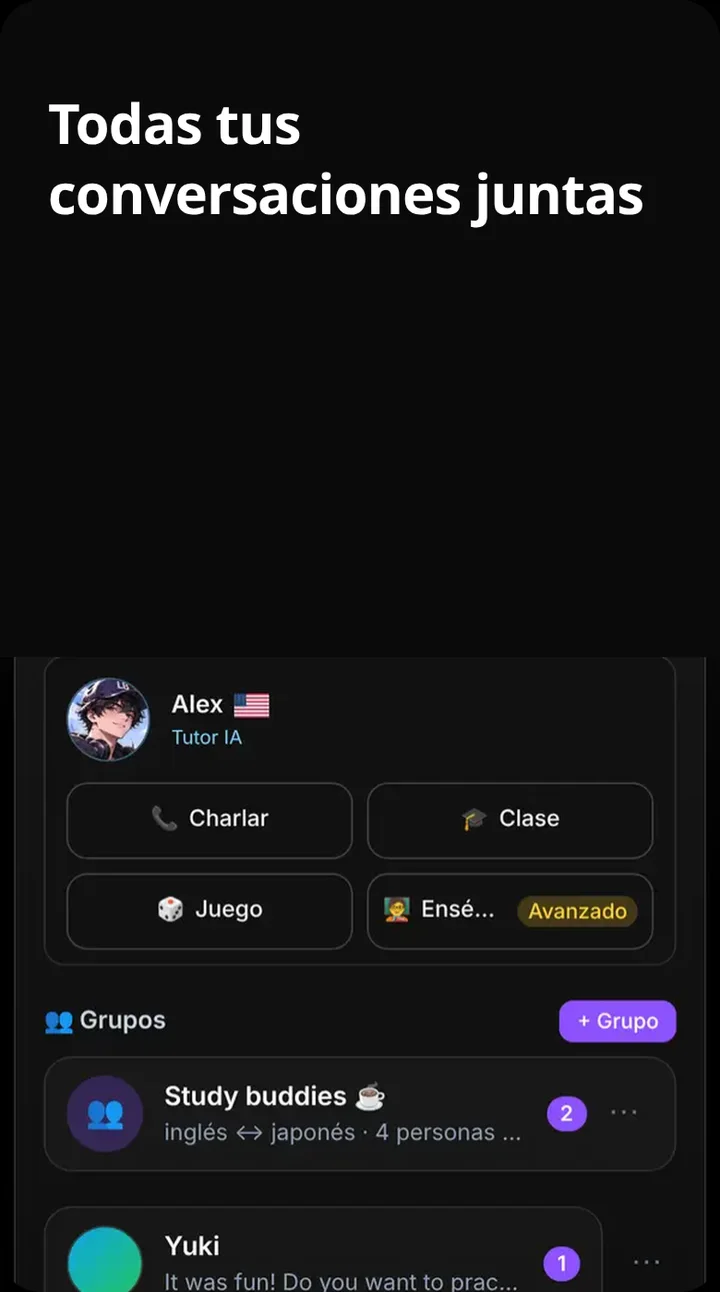 Todas tus
conversaciones juntas
Alex 🇺🇸
Tutor IA
📞 Charlar
🎓 Clase
🎲 Juego
🧑‍🏫 Ensé... Avanzado
👥 Grupos
+ Grupo
Study buddies ☕
2 ...
inglés ↔ japonés · 4 personas ...
Yuki
1 ...
It was fun! Do you want to prac...